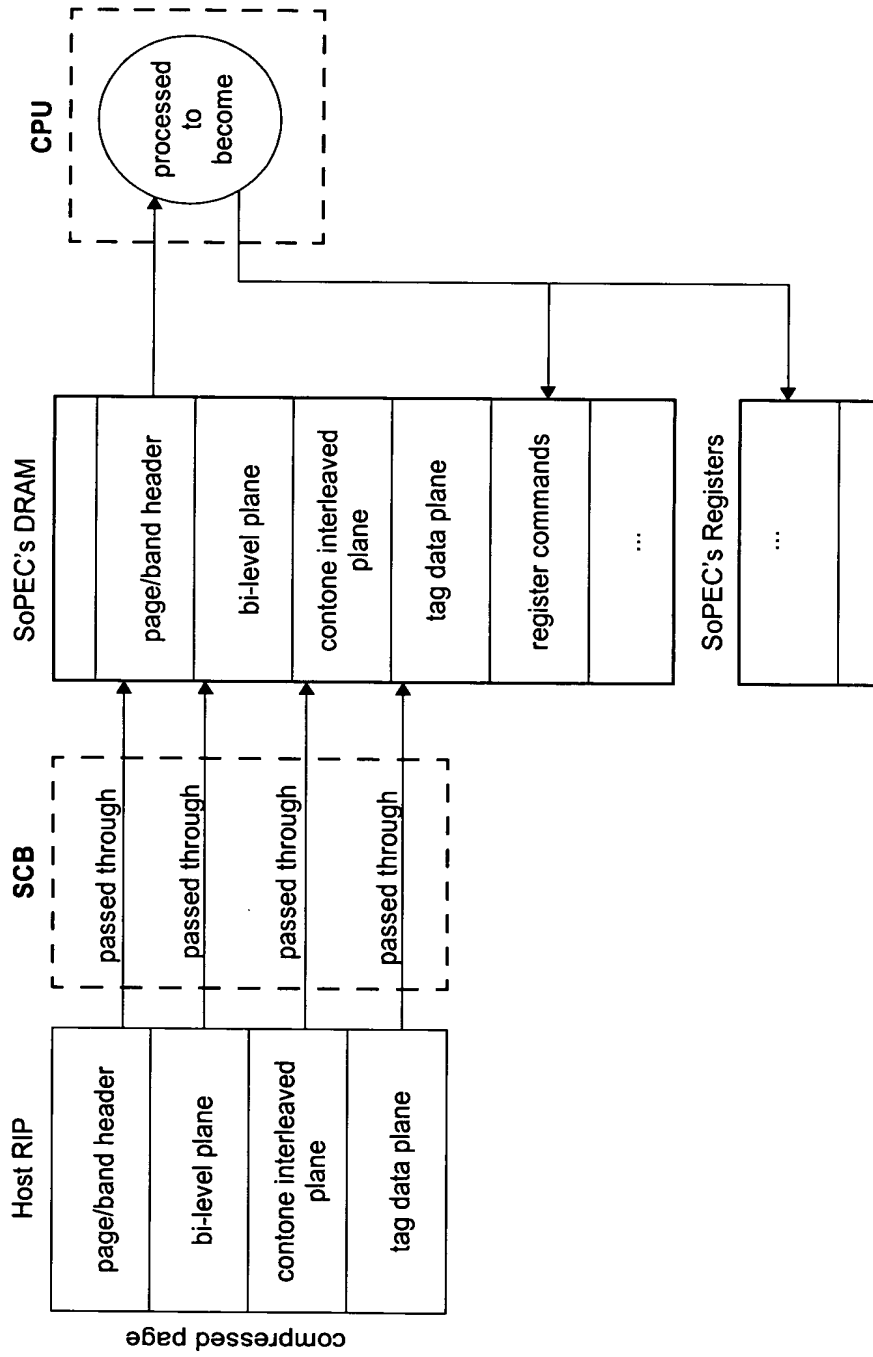 compressed page
Host RIP
page/band header
bi-level plane
contone interleaved
plane
tag data plane
SCB
passed through
passed through
passed through
passed through
SoPEC's DRAM
page/band header
bi-level plane
contone interleaved
plane
tag data plane
register commands
...
SoPEC's Registers
...
CPU
processed
to
become